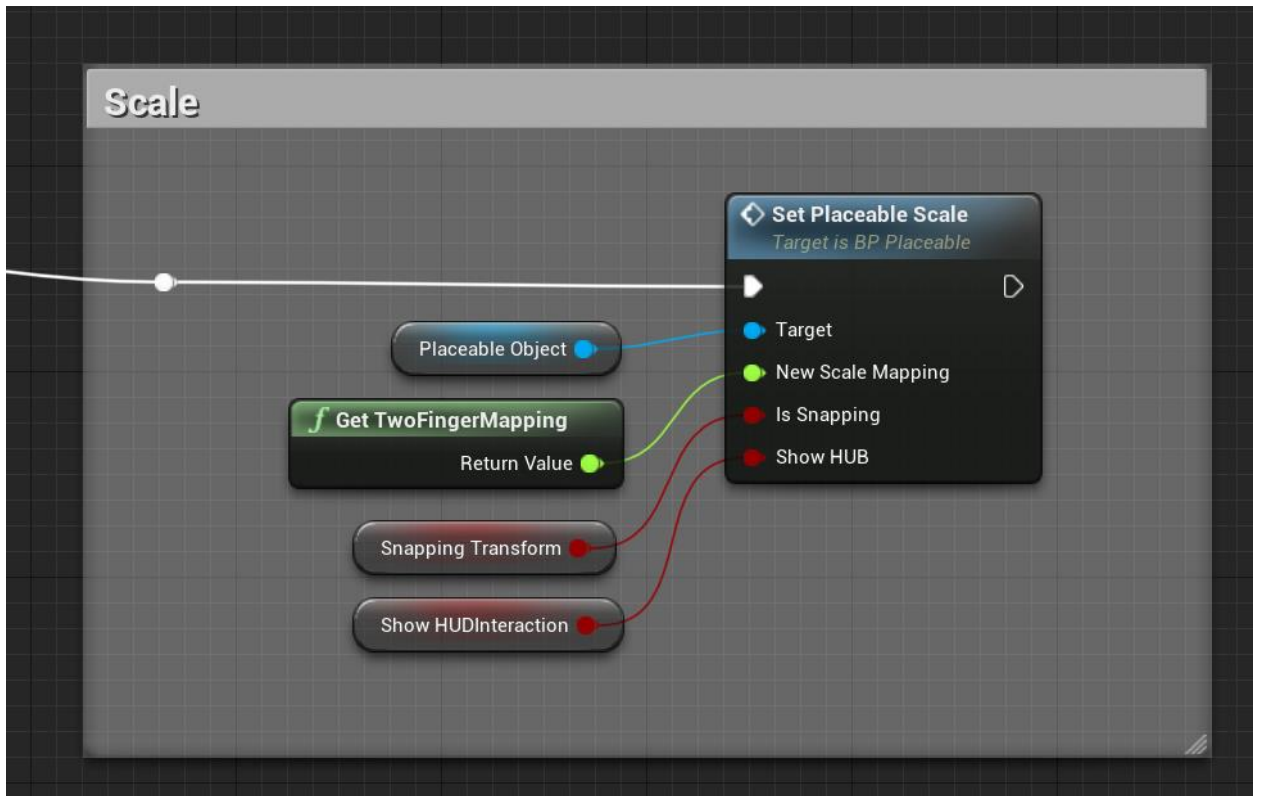 Scale
Set Placeable Scale
Target is BP Placeable
Placeable Object
Target
New Scale Mapping
f Get TwoFingerMapping
Is Snapping
Return Value
Show HUB
Snapping Transform
Show HUDInteraction